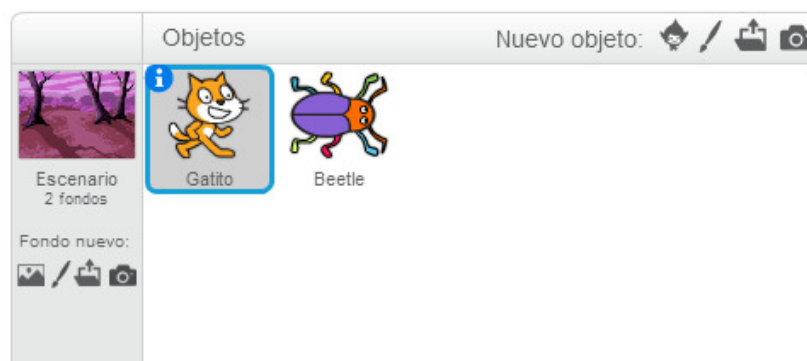 Objetos
Nuevo objeto:
Escenario
2 fondos
Gatito
Beetle
Fondo nuevo: